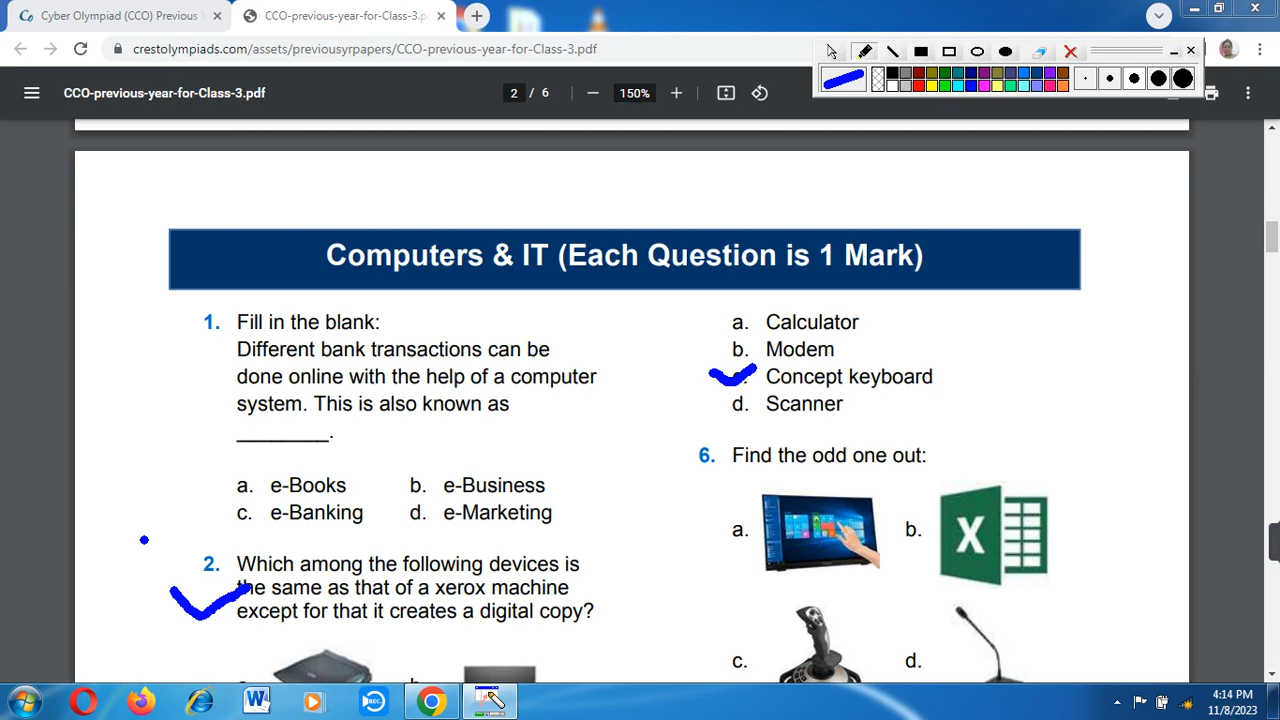 Cyber Olympiad (CCO) Previous
CCO-previous-year-for-Class-3.p
crestolympiads.com/assets/previousyrpapers/CCO-previous-year-for-Class-3.pdf
CCO-previous-year-for-Class-3.pdf
2 / 6
150%
Computers & IT (Each Question is 1 Mark)
1. Fill in the blank:
Different bank transactions can be
done online with the help of a computer
system. This is also known as
________.
a. e-Books b. e-Business
c. e-Banking d. e-Marketing
2. Which among the following devices is
the same as that of a xerox machine
except for that it creates a digital copy?
a. Calculator
b. Modem
Concept keyboard
d. Scanner
6. Find the odd one out:
a. b.
X
c. d.
W
REC
4:14 PM
11/8/2023